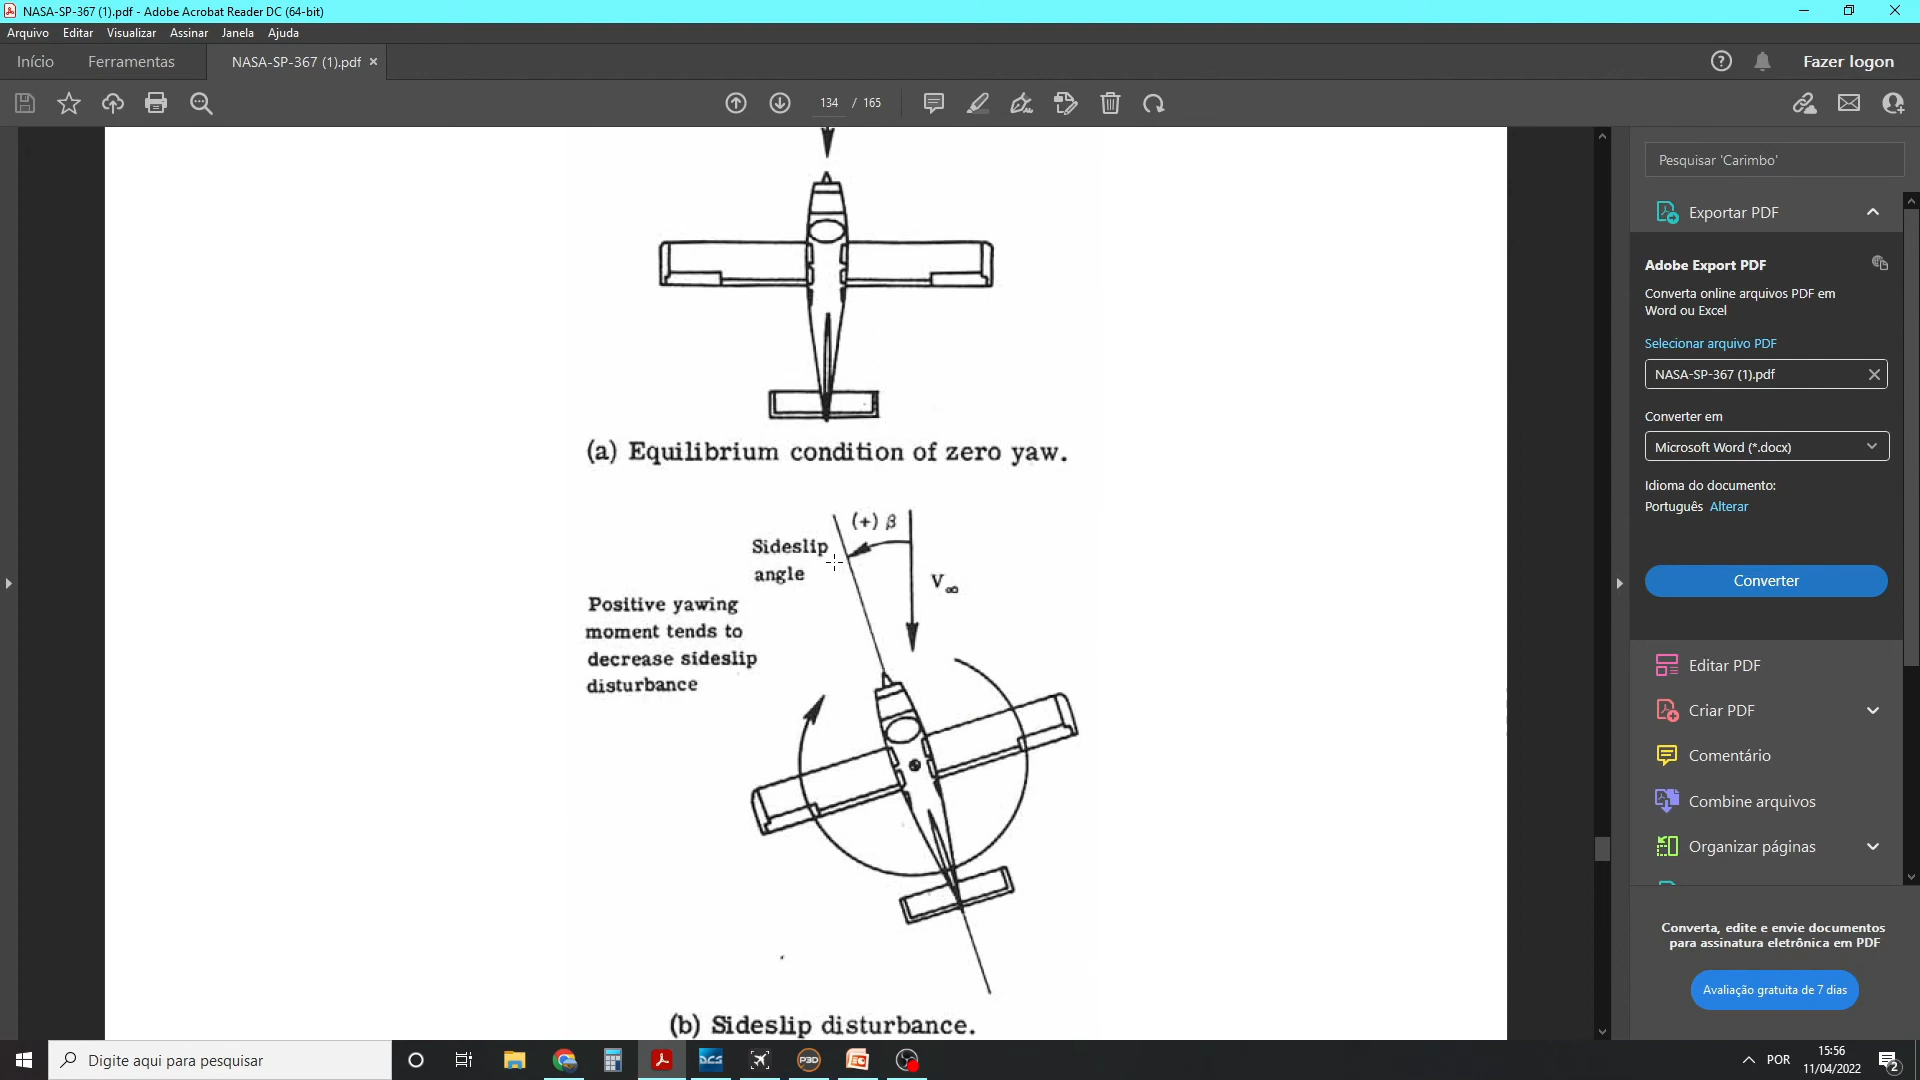 NASA-SP-367 (1).pdf - Adobe Acrobat Reader DC (64-bit)
Arquivo Editar Visualizar Assinar Janela Ajuda
Início Ferramentas NASA-SP-367 (1).pdf × Fazer logon
134 / 165
(a) Equilibrium condition of zero yaw.
(+) β
Sideslip
angle
V∞
Positive yawing
moment tends to
decrease sideslip
disturbance
(b) Sideslip disturbance.
Pesquisar 'Carimbo'
Exportar PDF
Adobe Export PDF
Converta online arquivos PDF em
Word ou Excel
Selecionar arquivo PDF
NASA-SP-367 (1).pdf
Converter em
Microsoft Word (*.docx)
Idioma do documento:
Português Alterar
Converter
Editar PDF
Criar PDF
Comentário
Combine arquivos
Organizar páginas
Converta, edite e envie documentos
para assinatura eletrônica em PDF
Avaliação gratuita de 7 dias
Digite aqui para pesquisar
DCS
P3D
POR
15:56
11/04/2022
2